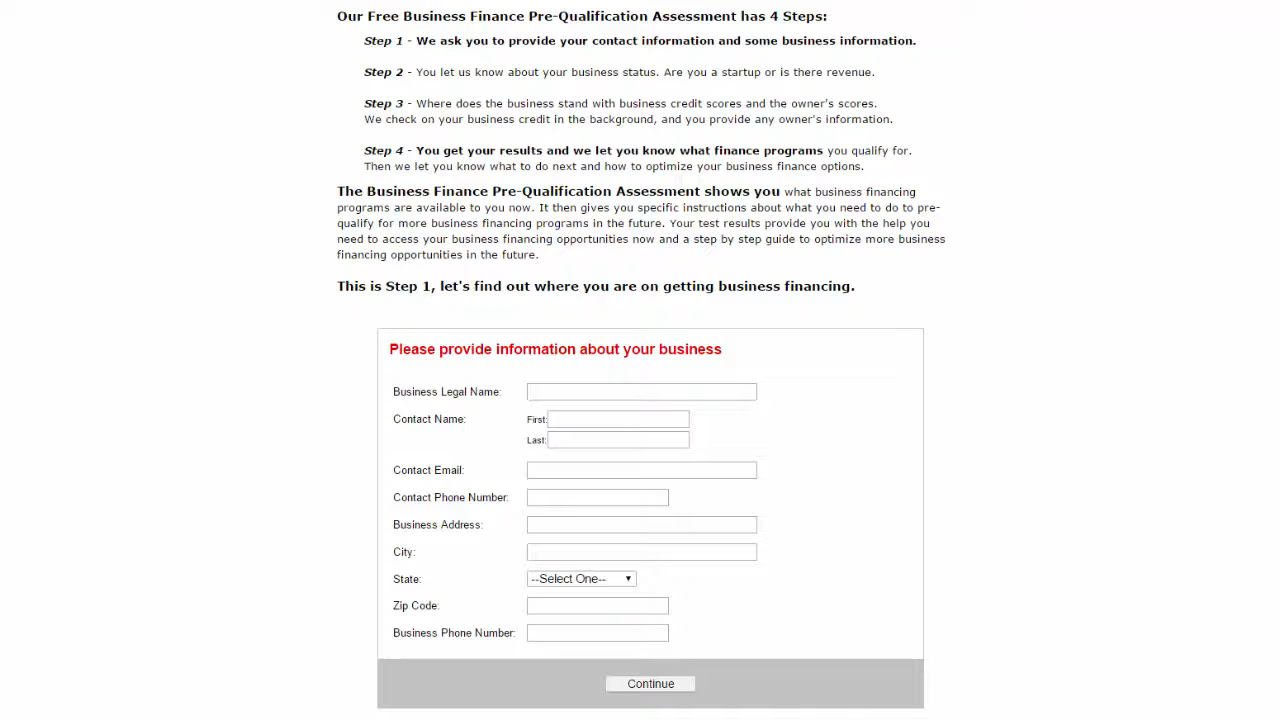 Our Free Business Finance Pre-Qualification Assessment has 4 Steps:
Step 1 - We ask you to provide your contact information and some business information.
Step 2 - You let us know about your business status. Are you a startup or is there revenue.
Step 3 - Where does the business stand with business credit scores and the owner's scores.
We check on your business credit in the background, and you provide any owner's information.
Step 4 - You get your results and we let you know what finance programs you qualify for.
Then we let you know what to do next and how to optimize your business finance options.
The Business Finance Pre-Qualification Assessment shows you what business financing
programs are available to you now. It then gives you specific instructions about what you need to do to pre-
qualify for more business financing programs in the future. Your test results provide you with the help you
need to access your business financing opportunities now and a step by step guide to optimize more business
financing opportunities in the future.
This is Step 1, let's find out where you are on getting business financing.
Please provide information about your business
Business Legal Name:
Contact Name: First:
Last:
Contact Email:
Contact Phone Number:
Business Address:
City:
State: --Select One--
Zip Code:
Business Phone Number:
Continue